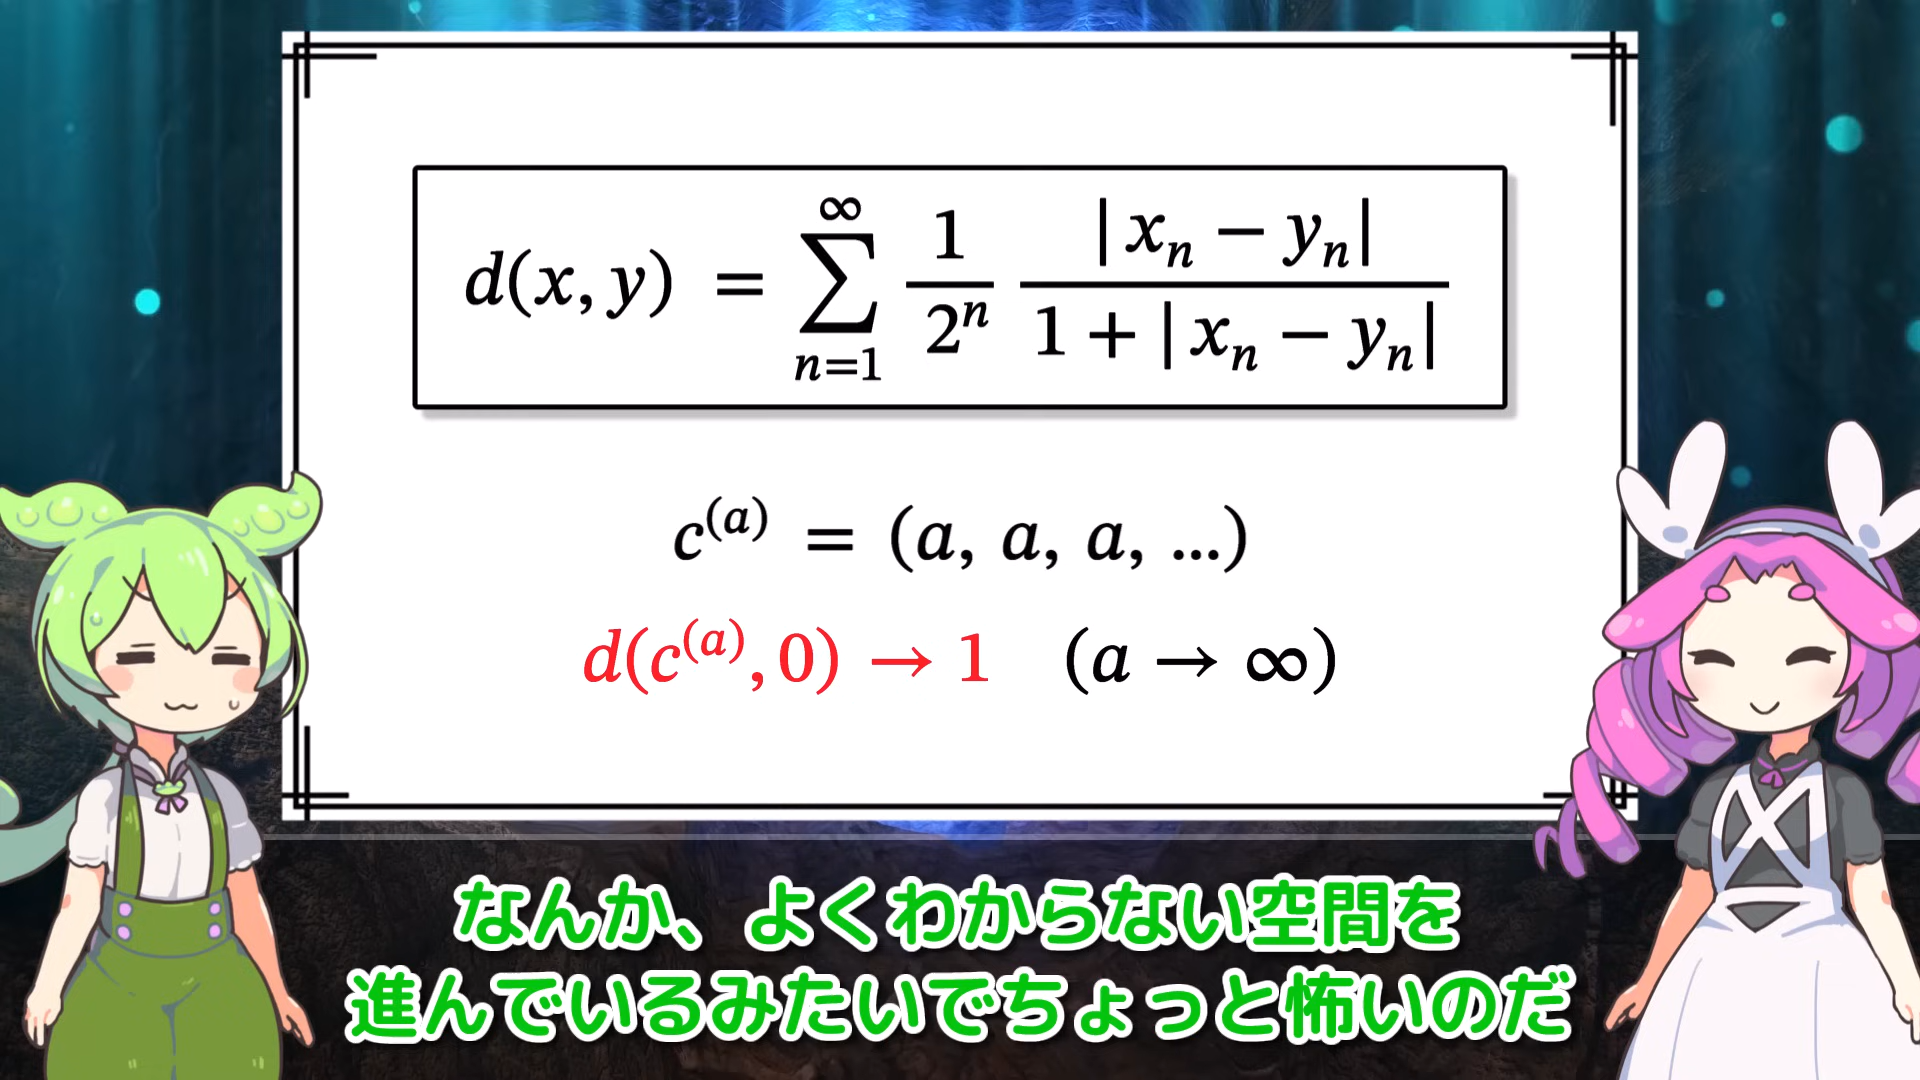 d(x, y) = ∑_{n=1}^{∞} \frac{1}{2^n} \frac{|x_n − y_n|}{1 + |x_n − y_n|}
c^{(a)} = (a, a, a, ...)
d(c^{(a)}, 0) → 1 (a → ∞)
なんか、よくわからない空間を
進んでいるみたいでちょっと怖いのだ